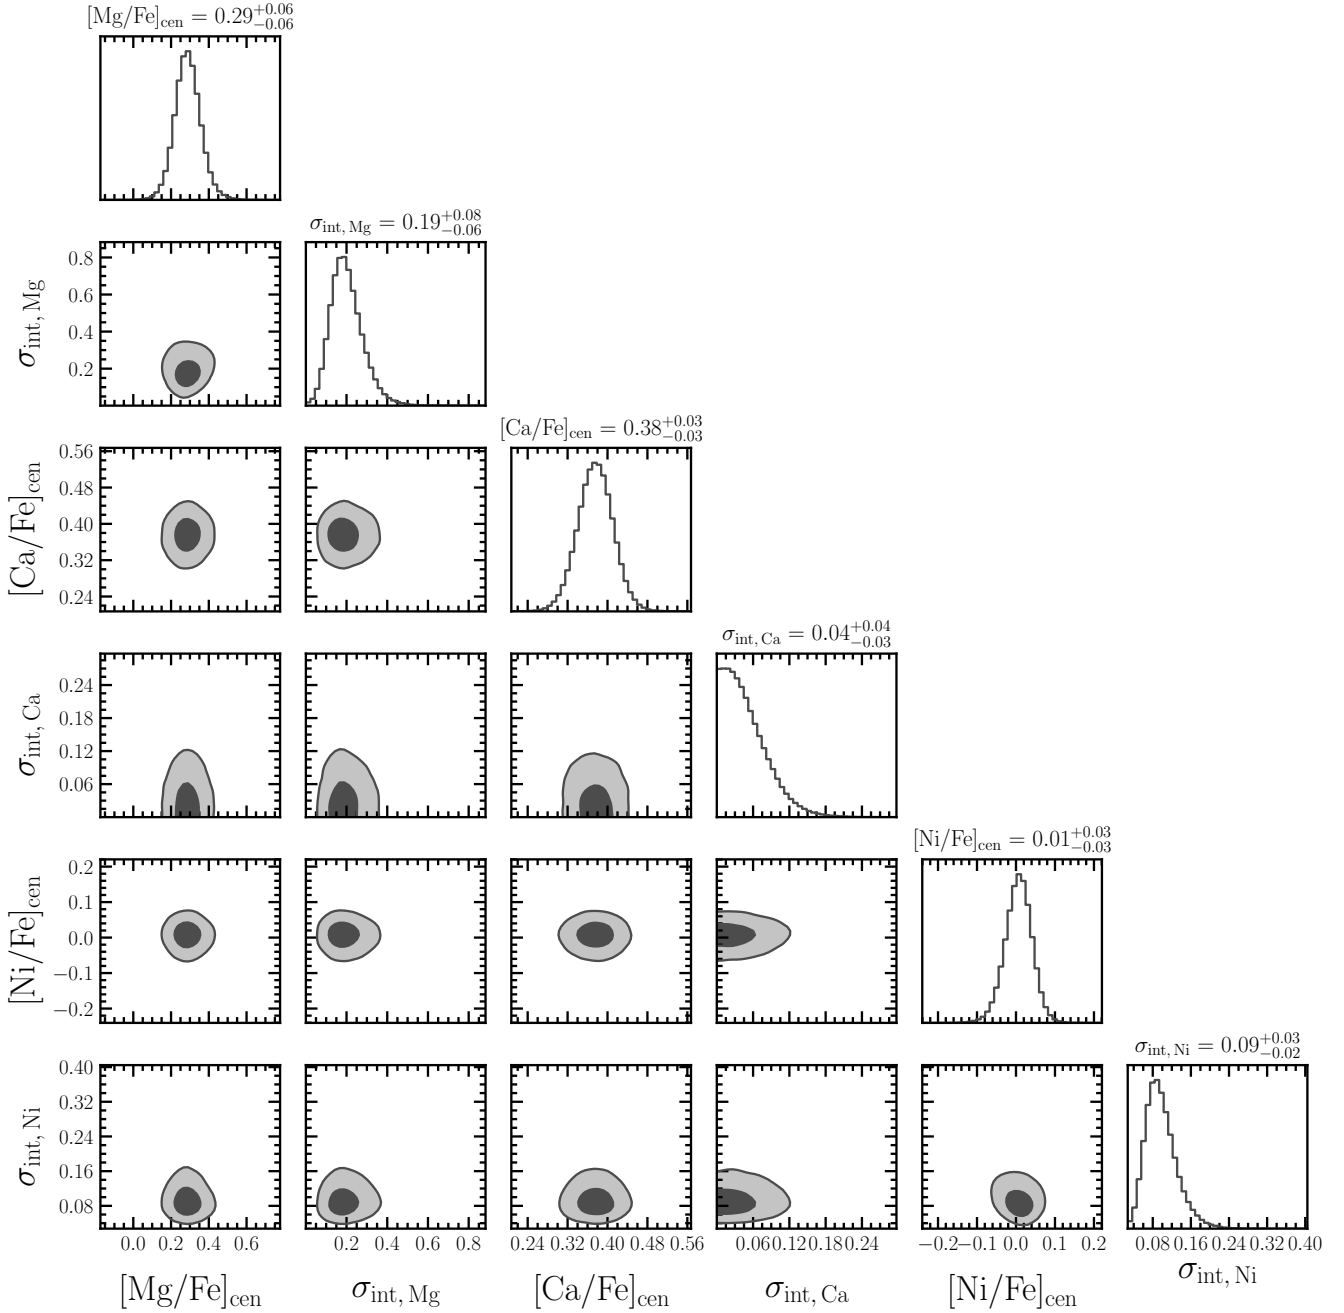 [Mg/Fe]cen = 0.29+0.06−0.06
σint, Mg = 0.19+0.08−0.06
0.8
0.6
0.4
0.2
σint, Mg
[Ca/Fe]cen = 0.38+0.03−0.03
0.56
0.48
0.40
0.32
0.24
[Ca/Fe]cen
σint, Ca = 0.04+0.04−0.03
0.24
0.18
0.12
0.06
σint, Ca
[Ni/Fe]cen = 0.01+0.03−0.03
0.2
0.1
0.0
−0.1
−0.2
[Ni/Fe]cen
σint, Ni = 0.09+0.03−0.02
0.40
0.32
0.24
0.16
0.08
σint, Ni
0.0 0.2 0.4 0.6
0.2 0.4 0.6 0.8
0.24 0.32 0.40 0.48 0.56
0.06 0.12 0.18 0.24
−0.2 −0.1 0.0 0.1 0.2
0.08 0.16 0.24 0.32 0.40
[Mg/Fe]cen
σint, Mg
[Ca/Fe]cen
σint, Ca
[Ni/Fe]cen
σint, Ni